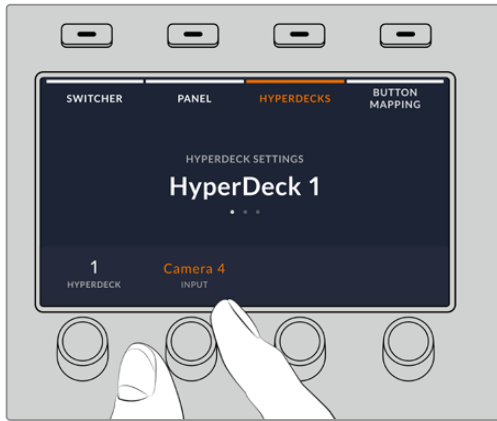 SWITCHER PANEL HYPERDECKS BUTTON MAPPING
HYPERDECK SETTINGS
HyperDeck 1
1 Camera 4
HYPERDECK INPUT